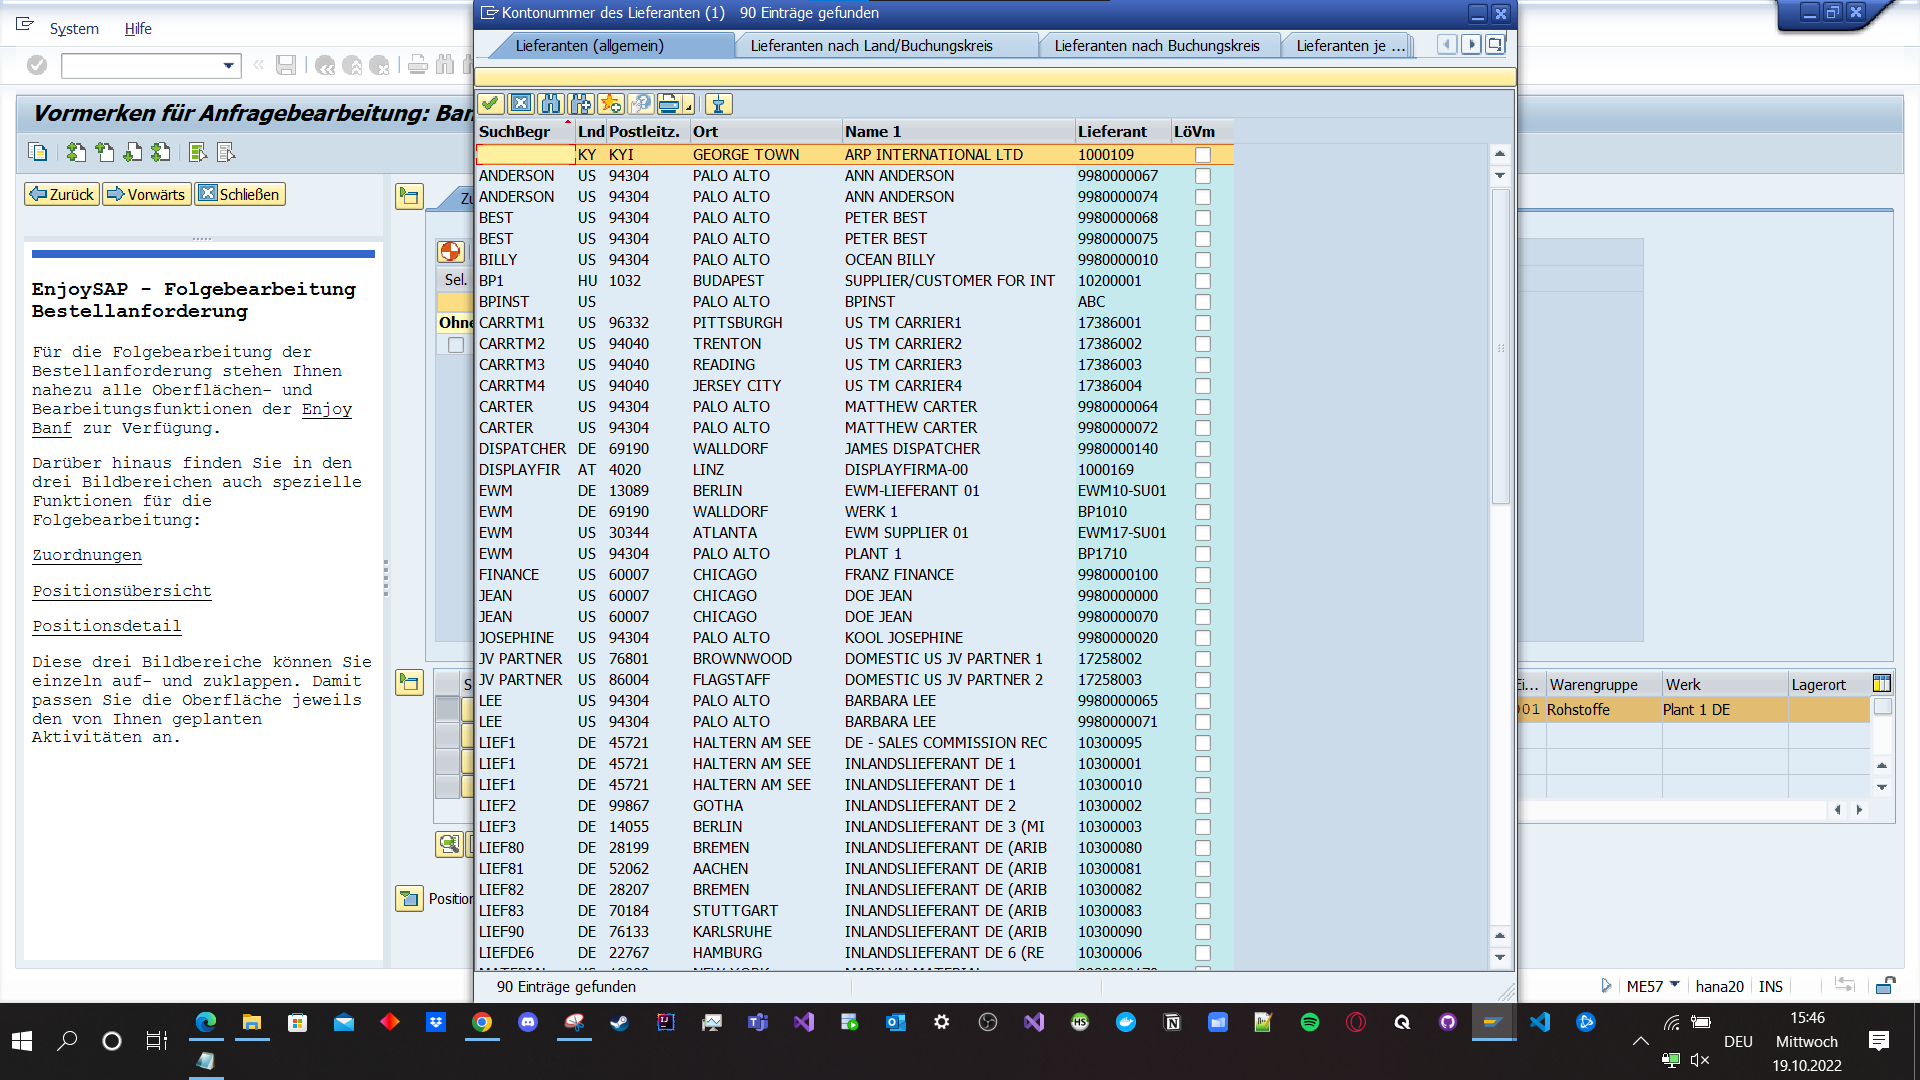 System Hilfe
Kontonummer des Lieferanten (1) 90 Einträge gefunden
Lieferanten (allgemein) Lieferanten nach Land/Buchungskreis Lieferanten nach Buchungskreis Lieferanten je ...
Vormerken für Anfragebearbeitung: Ban
Zurück Vorwärts Schließen
EnjoySAP - Folgebearbeitung
Bestellanforderung
Für die Folgebearbeitung der
Bestellanforderung stehen Ihnen
nahezu alle Oberflächen- und
Bearbeitungsfunktionen der Enjoy
Banf zur Verfügung.
Darüber hinaus finden Sie in den
drei Bildbereichen auch spezielle
Funktionen für die
Folgebearbeitung:
Zuordnungen
Positionsübersicht
Positionsdetail
Diese drei Bildbereiche können Sie
einzeln auf- und zuklappen. Damit
passen Sie die Oberfläche jeweils
den von Ihnen geplanten
Aktivitäten an.
Zu
Sel.
Ohne
S
Position
SuchBegr Lnd Postleitz. Ort Name 1 Lieferant LöVm
KY KYI GEORGE TOWN ARP INTERNATIONAL LTD 1000109
ANDERSON US 94304 PALO ALTO ANN ANDERSON 9980000067
ANDERSON US 94304 PALO ALTO ANN ANDERSON 9980000074
BEST US 94304 PALO ALTO PETER BEST 9980000068
BEST US 94304 PALO ALTO PETER BEST 9980000075
BILLY US 94304 PALO ALTO OCEAN BILLY 9980000010
BP1 HU 1032 BUDAPEST SUPPLIER/CUSTOMER FOR INT 10200001
BPINST US PALO ALTO BPINST ABC
CARRTM1 US 96332 PITTSBURGH US TM CARRIER1 17386001
CARRTM2 US 94040 TRENTON US TM CARRIER2 17386002
CARRTM3 US 94040 READING US TM CARRIER3 17386003
CARRTM4 US 94040 JERSEY CITY US TM CARRIER4 17386004
CARTER US 94304 PALO ALTO MATTHEW CARTER 9980000064
CARTER US 94304 PALO ALTO MATTHEW CARTER 9980000072
DISPATCHER DE 69190 WALLDORF JAMES DISPATCHER 9980000140
DISPLAYFIR AT 4020 LINZ DISPLAYFIRMA-00 1000169
EWM DE 13089 BERLIN EWM-LIEFERANT 01 EWM10-SU01
EWM DE 69190 WALLDORF WERK 1 BP1010
EWM US 30344 ATLANTA EWM SUPPLIER 01 EWM17-SU01
EWM US 94304 PALO ALTO PLANT 1 BP1710
FINANCE US 60007 CHICAGO FRANZ FINANCE 9980000100
JEAN US 60007 CHICAGO DOE JEAN 9980000000
JEAN US 60007 CHICAGO DOE JEAN 9980000070
JOSEPHINE US 94304 PALO ALTO KOOL JOSEPHINE 9980000020
JV PARTNER US 76801 BROWNWOOD DOMESTIC US JV PARTNER 1 17258002
JV PARTNER US 86004 FLAGSTAFF DOMESTIC US JV PARTNER 2 17258003
LEE US 94304 PALO ALTO BARBARA LEE 9980000065
LEE US 94304 PALO ALTO BARBARA LEE 9980000071
LIEF1 DE 45721 HALTERN AM SEE DE - SALES COMMISSION REC 10300095
LIEF1 DE 45721 HALTERN AM SEE INLANDSLIEFERANT DE 1 10300001
LIEF1 DE 45721 HALTERN AM SEE INLANDSLIEFERANT DE 1 10300010
LIEF2 DE 99867 GOTHA INLANDSLIEFERANT DE 2 10300002
LIEF3 DE 14055 BERLIN INLANDSLIEFERANT DE 3 (MI 10300003
LIEF80 DE 28199 BREMEN INLANDSLIEFERANT DE (ARIB 10300080
LIEF81 DE 52062 AACHEN INLANDSLIEFERANT DE (ARIB 10300081
LIEF82 DE 28207 BREMEN INLANDSLIEFERANT DE (ARIB 10300082
LIEF83 DE 70184 STUTTGART INLANDSLIEFERANT DE (ARIB 10300083
LIEF90 DE 76133 KARLSRUHE INLANDSLIEFERANT DE (ARIB 10300090
LIEFDE6 DE 22767 HAMBURG INLANDSLIEFERANT DE 6 (RE 10300006
90 Einträge gefunden
Ei... Warengruppe Werk Lagerort
001 Rohstoffe Plant 1 DE
ME57 hana20 INS
DEU
15:46
Mittwoch
19.10.2022